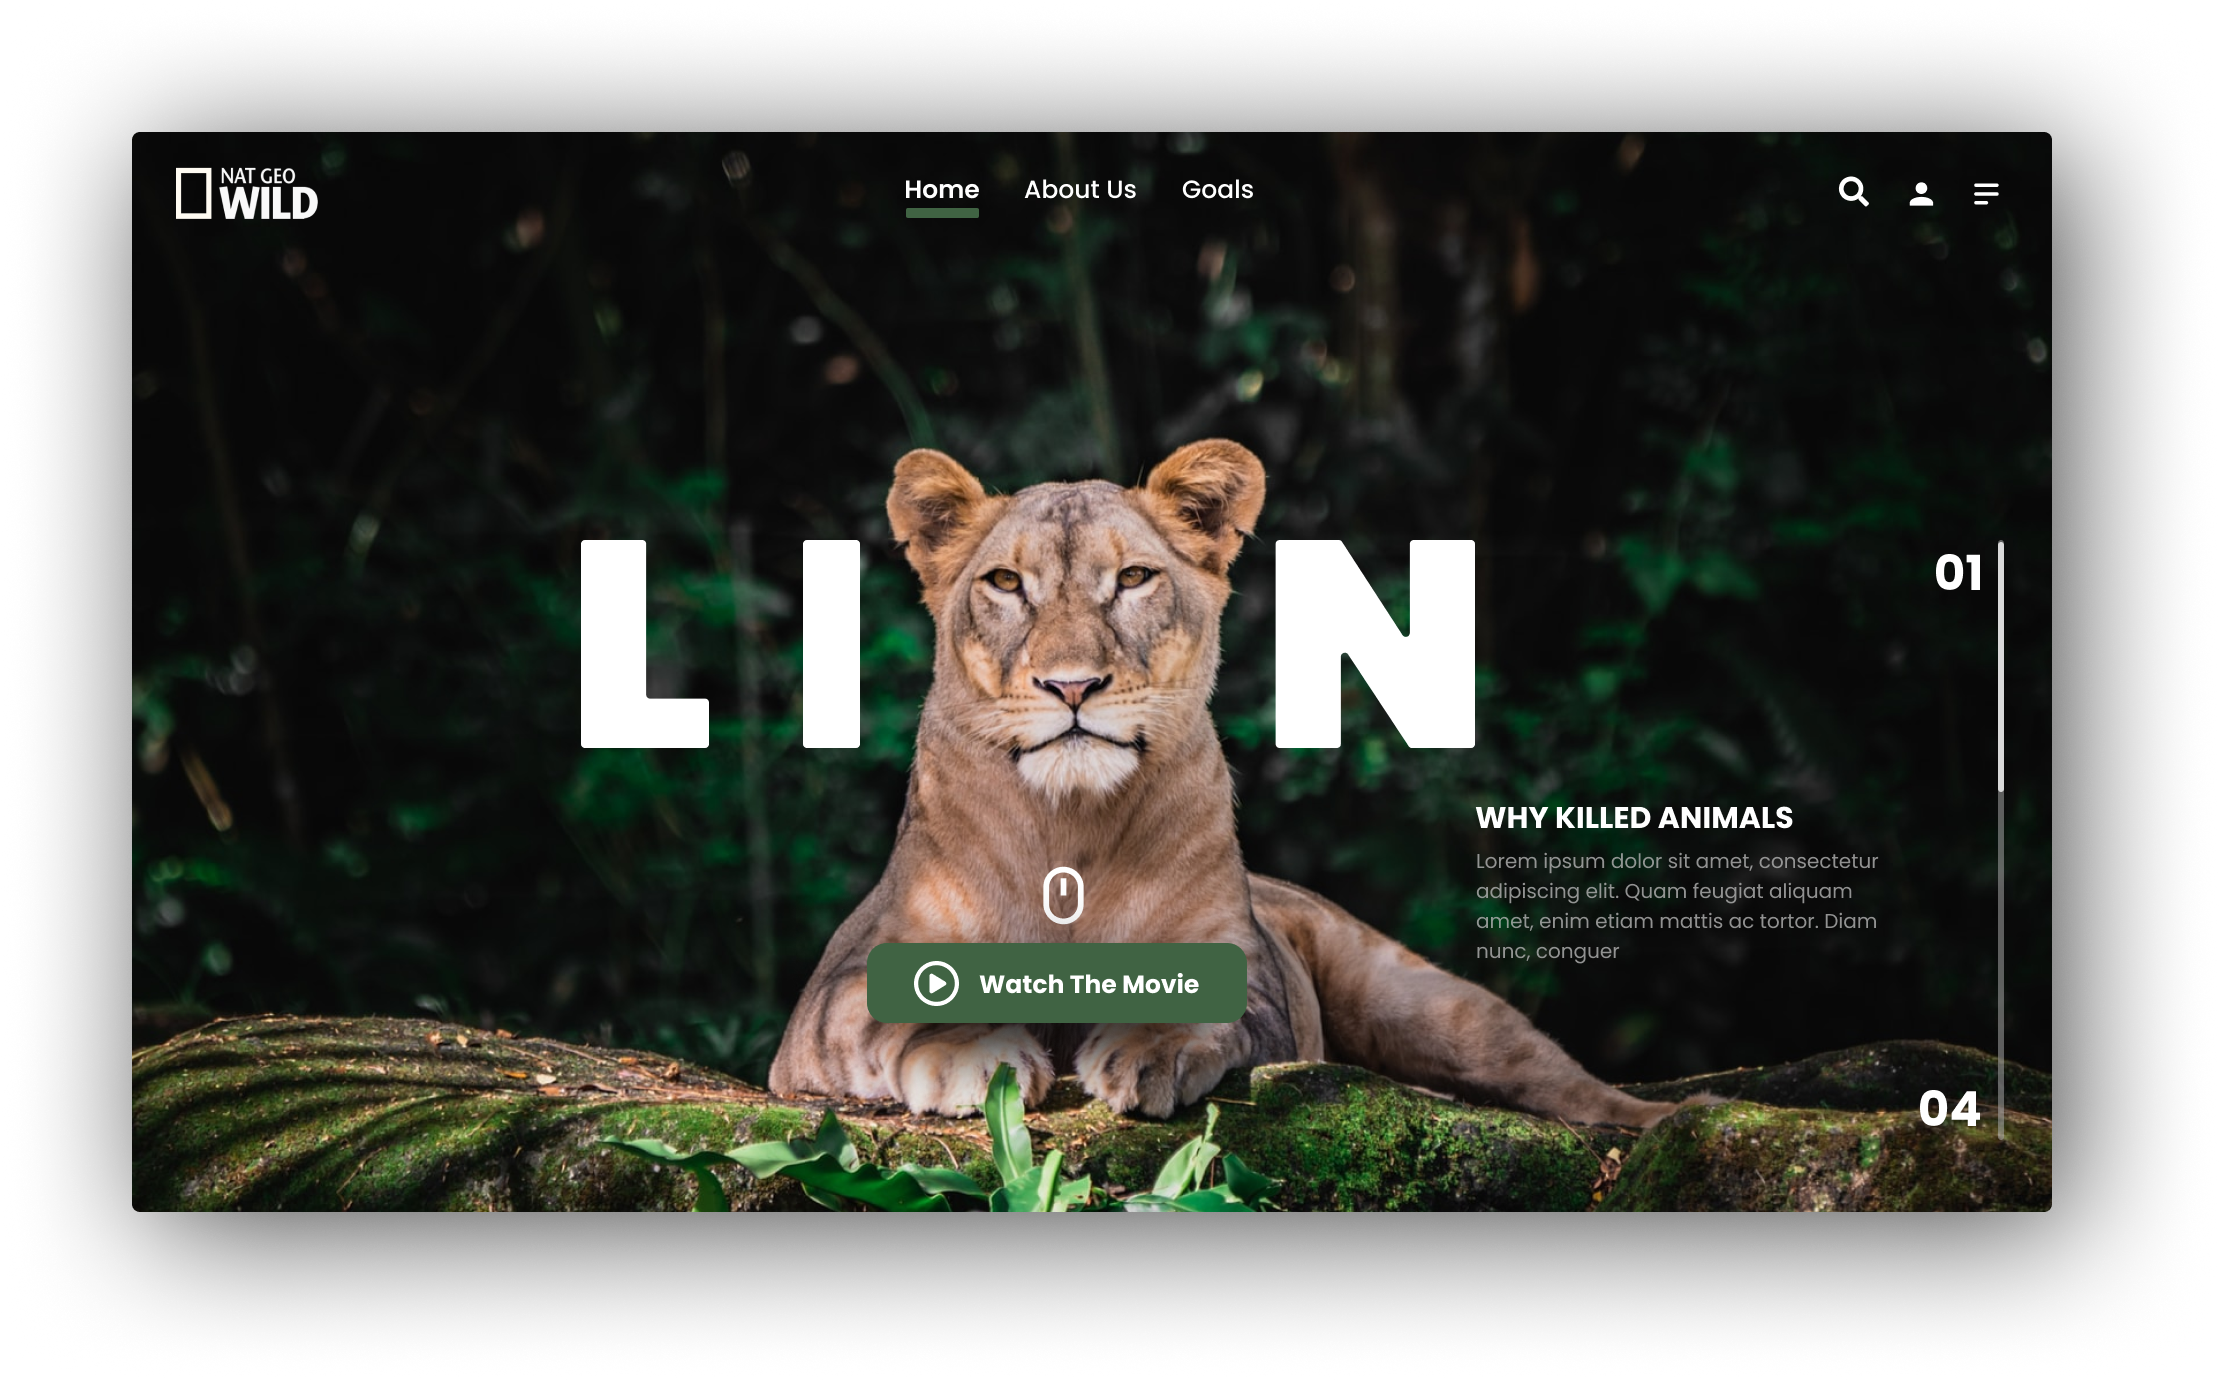 NAT GEO
WILD
Home
About Us
Goals
LI N
01
WHY KILLED ANIMALS
Lorem ipsum dolor sit amet, consectetur
adipiscing elit. Quam feugiat aliquam
amet, enim etiam mattis ac tortor. Diam
nunc, conguer
Watch The Movie
04